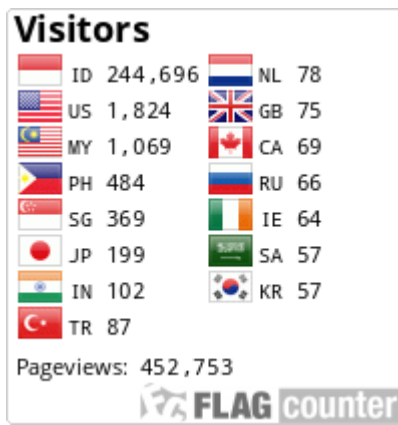 Visitors
ID 244,696
US 1,824
MY 1,069
PH 484
SG 369
JP 199
IN 102
TR 87
NL 78
GB 75
CA 69
RU 66
IE 64
SA 57
KR 57
Pageviews: 452,753
FLAG counter